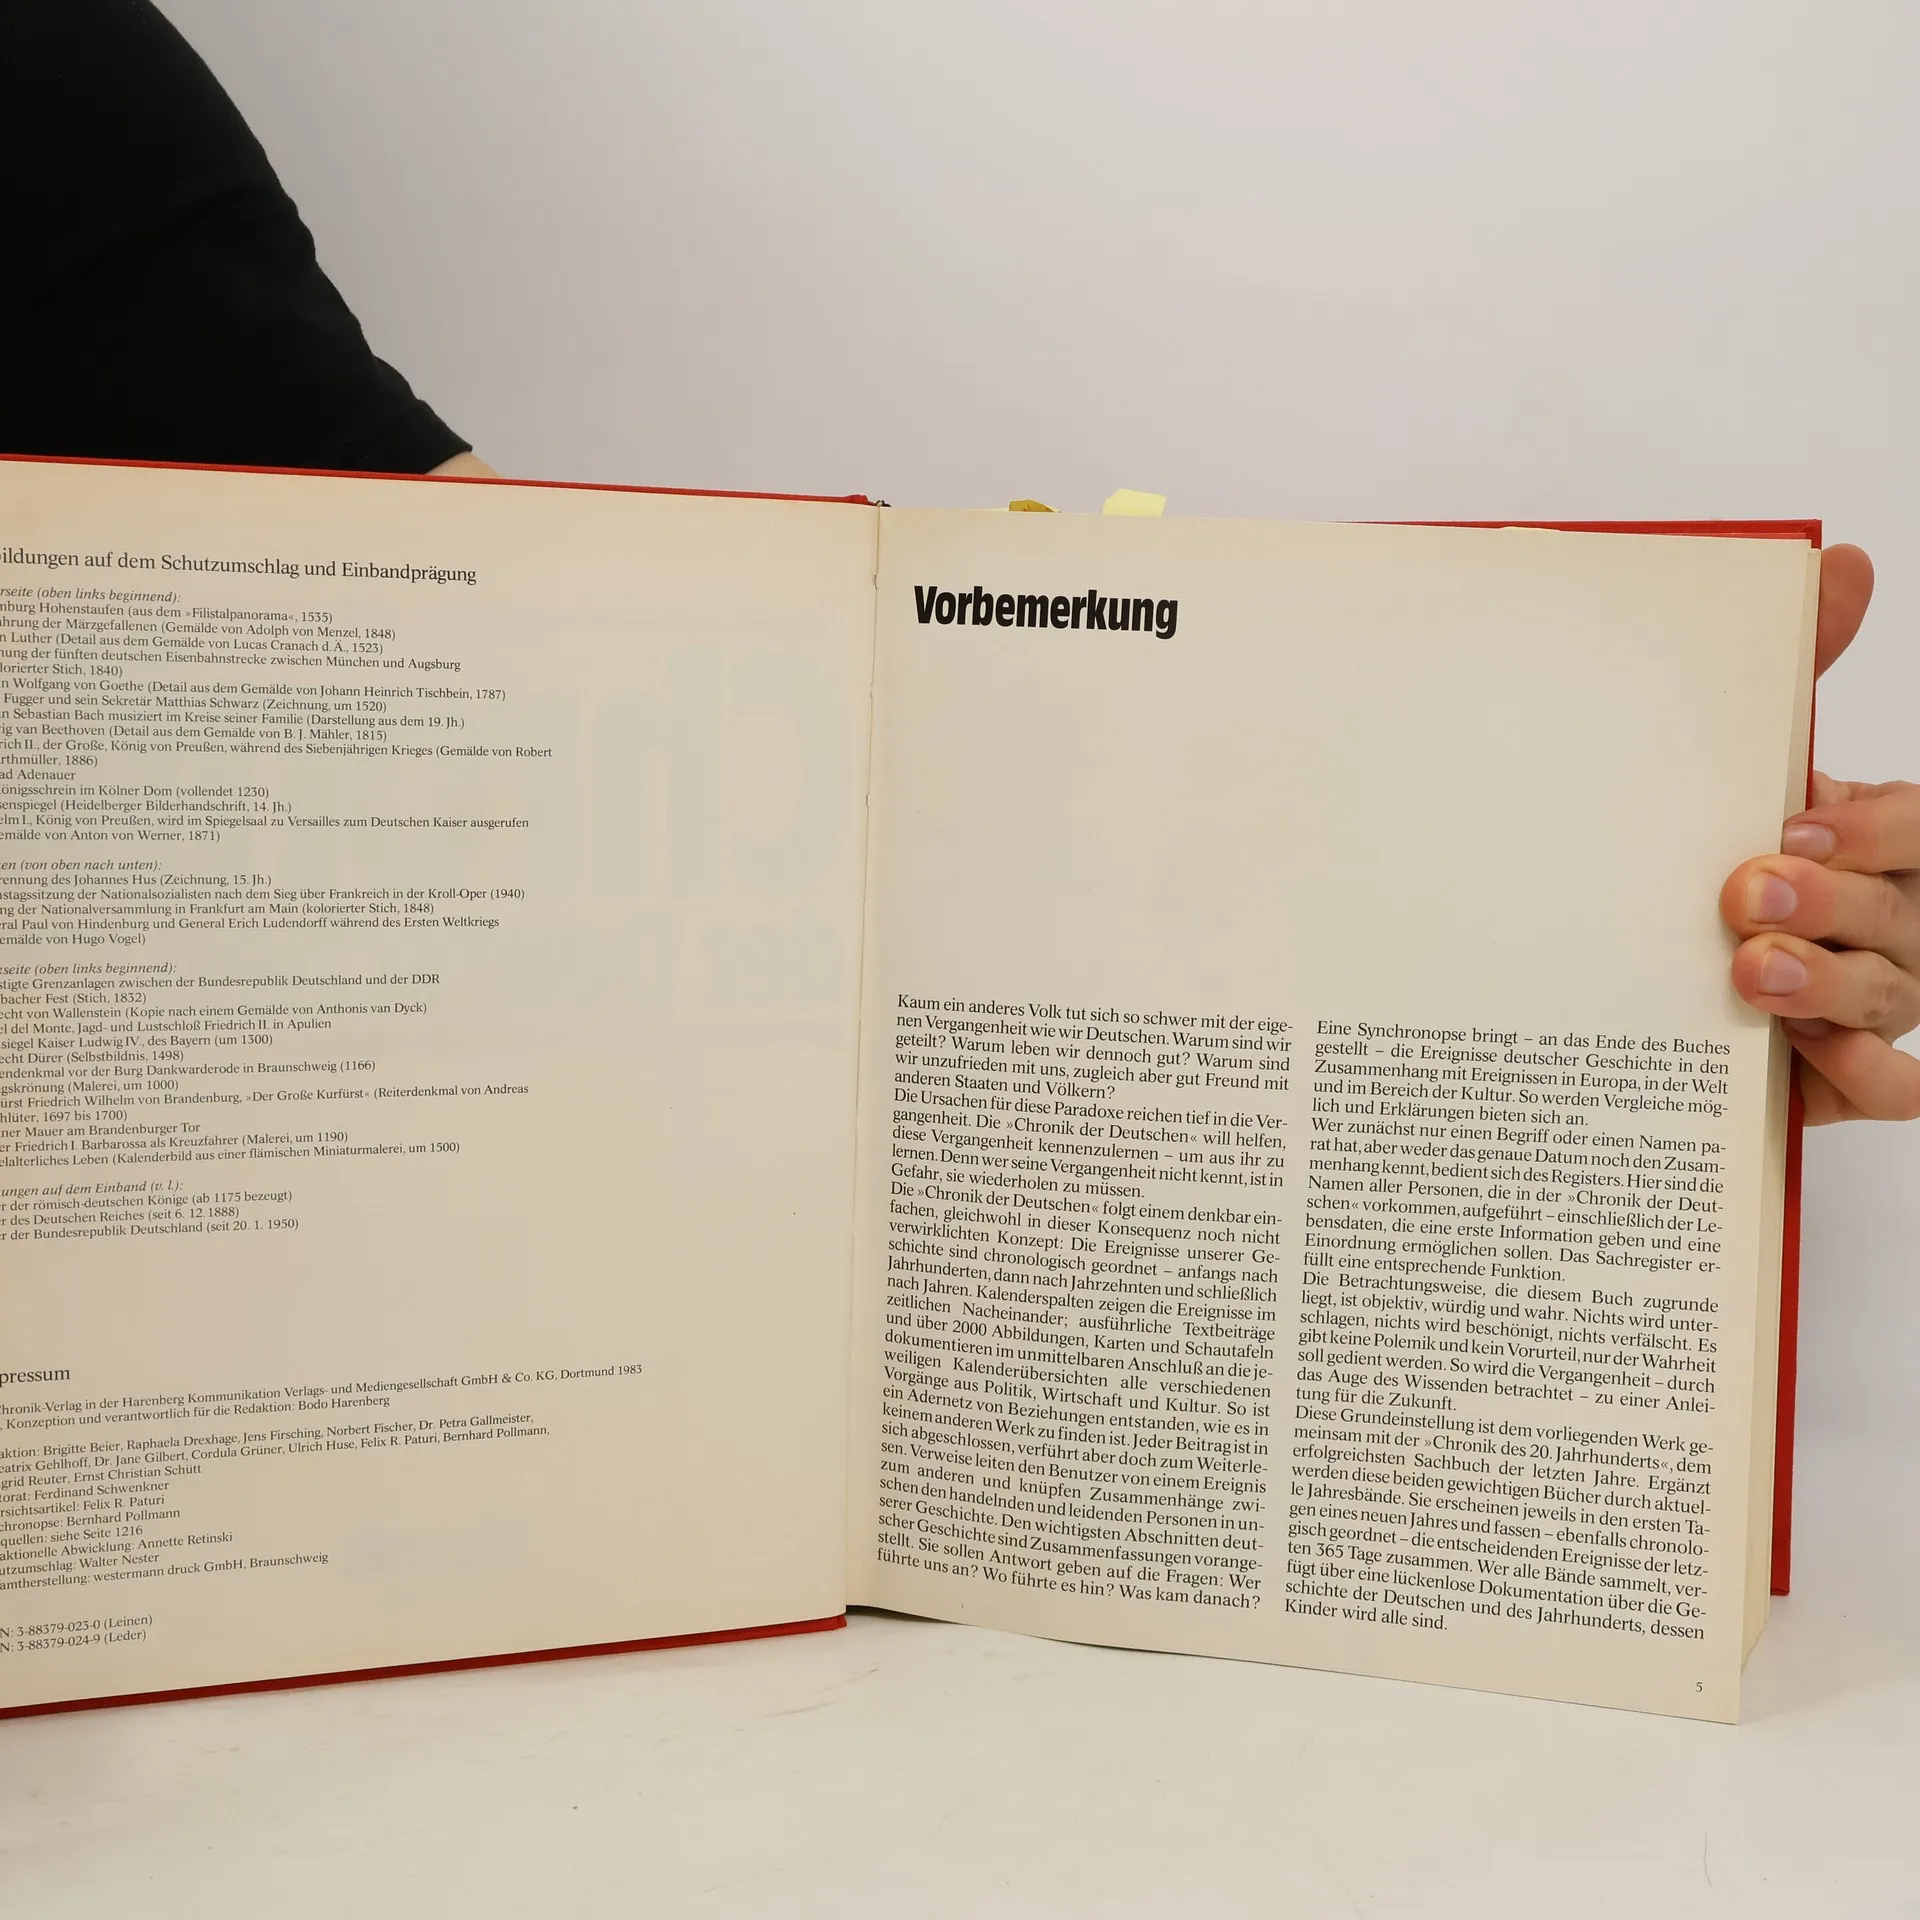 ildungen auf dem Schutzumschlag und Einbandprägung
rseite (oben links beginnend):
nburg Hohenstaufen (aus dem »Filistalpanorama«, 1535)
hrung der Märzgefallenen (Gemälde von Adolph von Menzel, 1848)
n Luther (Detail aus dem Gemälde von Lucas Cranach d. Ä., 1523)
nung der fünften deutschen Eisenbahnstrecke zwischen München und Augsburg
lorierter Stich, 1840)
n Wolfgang von Goethe (Detail aus dem Gemälde von Johann Heinrich Tischbein, 1787)
Fugger und sein Sekretär Matthias Schwarz (Zeichnung, um 1520)
n Sebastian Bach musiziert im Kreise seiner Familie (Darstellung aus dem 19. Jh.)
ig van Beethoven (Detail aus dem Gemälde von B. J. Mähler, 1815)
rich II., der Große, König von Preußen, während des Siebenjährigen Krieges (Gemälde von Robert
rthmüller, 1886)
ad Adenauer
önigsschrein im Kölner Dom (vollendet 1230)
senspiegel (Heidelberger Bilderhandschrift, 14. Jh.)
elm I., König von Preußen, wird im Spiegelsaal zu Versailles zum Deutschen Kaiser ausgerufen
emälde von Anton von Werner, 1871)
en (von oben nach unten):
rennung des Johannes Hus (Zeichnung, 15. Jh.)
stagssitzung der Nationalsozialisten nach dem Sieg über Frankreich in der Kroll-Oper (1940)
ng der Nationalversammlung in Frankfurt am Main (kolorierter Stich, 1848)
ral Paul von Hindenburg und General Erich Ludendorff während des Ersten Weltkriegs
emälde von Hugo Vogel)
seite (oben links beginnend):
stigte Grenzanlagen zwischen der Bundesrepublik Deutschland und der DDR
bacher Fest (Stich, 1832)
echt von Wallenstein (Kopie nach einem Gemälde von Anthonis van Dyck)
el del Monte, Jagd- und Lustschloß Friedrich II. in Apulien
siegel Kaiser Ludwig IV., des Bayern (um 1300)
echt Dürer (Selbstbildnis, 1498)
endenkmal vor der Burg Dankwarderode in Braunschweig (1166)
gskrönung (Malerei, um 1000)
ürst Friedrich Wilhelm von Brandenburg, »Der Große Kurfürst« (Reiterdenkmal von Andreas
hlüter, 1697 bis 1700)
ner Mauer am Brandenburger Tor
er Friedrich I. Barbarossa als Kreuzfahrer (Malerei, um 1190)
elalterliches Leben (Kalenderbild aus einer flämischen Miniaturmalerei, um 1500)
ungen auf dem Einband (v. l.):
r der römisch-deutschen Könige (ab 1175 bezeugt)
r des Deutschen Reiches (seit 6. 12. 1888)
r der Bundesrepublik Deutschland (seit 20. 1. 1950)
pressum
hronik-Verlag in der Harenberg Kommunikation Verlags- und Mediengesellschaft GmbH & Co. KG, Dortmund 1983
, Konzeption und verantwortlich für die Redaktion: Bodo Harenberg
aktion: Brigitte Beier, Raphaela Drexhage, Jens Firsching, Norbert Fischer, Dr. Petra Gallmeister,
eatrix Gehlhoff, Dr. Jane Gilbert, Cordula Grüner, Ulrich Huse, Felix R. Paturi, Bernhard Pollmann,
grid Reuter, Ernst Christian Schütt
torat: Ferdinand Schwenkner
rsichtsartikel: Felix R. Paturi
chronopse: Bernhard Pollmann
quellen: siehe Seite 1216
aktionelle Abwicklung: Annette Retinski
utzumschlag: Walter Nester
amtherstellung: westermann druck GmbH, Braunschweig
N: 3-88379-023-0 (Leinen)
N: 3-88379-024-9 (Leder)
Vorbemerkung
Kaum ein anderes Volk tut sich so schwer mit der eige-
nen Vergangenheit wie wir Deutschen. Warum sind wir
geteilt? Warum leben wir dennoch gut? Warum sind
wir unzufrieden mit uns, zugleich aber gut Freund mit
anderen Staaten und Völkern?
Die Ursachen für diese Paradoxe reichen tief in die Ver-
gangenheit. Die »Chronik der Deutschen« will helfen,
diese Vergangenheit kennenzulernen – um aus ihr zu
lernen. Denn wer seine Vergangenheit nicht kennt, ist in
Gefahr, sie wiederholen zu müssen.
Die »Chronik der Deutschen« folgt einem denkbar ein-
fachen, gleichwohl in dieser Konsequenz noch nicht
verwirklichten Konzept: Die Ereignisse unserer Ge-
schichte sind chronologisch geordnet – anfangs nach
Jahrhunderten, dann nach Jahrzehnten und schließlich
nach Jahren. Kalenderspalten zeigen die Ereignisse im
zeitlichen Nacheinander; ausführliche Textbeiträge
und über 2000 Abbildungen, Karten und Schautafeln
dokumentieren im unmittelbaren Anschluß an die je-
weiligen Kalenderübersichten alle verschiedenen
Vorgänge aus Politik, Wirtschaft und Kultur. So ist
ein Adernetz von Beziehungen entstanden, wie es in
keinem anderen Werk zu finden ist. Jeder Beitrag ist in
sich abgeschlossen, verführt aber doch zum Weiterle-
sen. Verweise leiten den Benutzer von einem Ereignis
zum anderen und knüpfen Zusammenhänge zwi-
schen den handelnden und leidenden Personen in un-
serer Geschichte. Den wichtigsten Abschnitten deut-
scher Geschichte sind Zusammenfassungen vorange-
stellt. Sie sollen Antwort geben auf die Fragen: Wer
führte uns an? Wo führte es hin? Was kam danach?
Eine Synchronopse bringt – an das Ende des Buches
gestellt – die Ereignisse deutscher Geschichte in den
Zusammenhang mit Ereignissen in Europa, in der Welt
und im Bereich der Kultur. So werden Vergleiche mög-
lich und Erklärungen bieten sich an.
Wer zunächst nur einen Begriff oder einen Namen pa-
rat hat, aber weder das genaue Datum noch den Zusam-
menhang kennt, bedient sich des Registers. Hier sind die
Namen aller Personen, die in der »Chronik der Deut-
schen« vorkommen, aufgeführt – einschließlich der Le-
bensdaten, die eine erste Information geben und eine
Einordnung ermöglichen sollen. Das Sachregister er-
füllt eine entsprechende Funktion.
Die Betrachtungsweise, die diesem Buch zugrunde
liegt, ist objektiv, würdig und wahr. Nichts wird unter-
schlagen, nichts wird beschönigt, nichts verfälscht. Es
gibt keine Polemik und kein Vorurteil, nur der Wahrheit
soll gedient werden. So wird die Vergangenheit – durch
das Auge des Wissenden betrachtet – zu einer Anlei-
tung für die Zukunft.
Diese Grundeinstellung ist dem vorliegenden Werk ge-
meinsam mit der »Chronik des 20. Jahrhunderts«, dem
erfolgreichsten Sachbuch der letzten Jahre. Ergänzt
werden diese beiden gewichtigen Bücher durch aktuel-
le Jahresbände. Sie erscheinen jeweils in den ersten Ta-
gen eines neuen Jahres und fassen – ebenfalls chronolo-
gisch geordnet – die entscheidenden Ereignisse der letz-
ten 365 Tage zusammen. Wer alle Bände sammelt, ver-
fügt über eine lückenlose Dokumentation über die Ge-
schichte der Deutschen und des Jahrhunderts, dessen
Kinder wird alle sind.
5